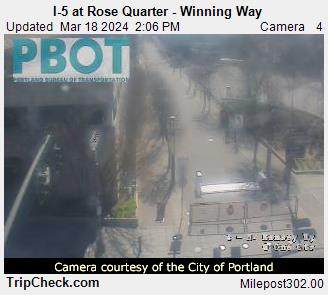 I-5 at Rose Quarter - Winning Way
Updated Mar 18 2024 2:06 PM Camera 4
PBOT
PORTLAND BUREAU OF TRANSPORTATION
Camera courtesy of the City of Portland
TripCheck.com Milepost302.00